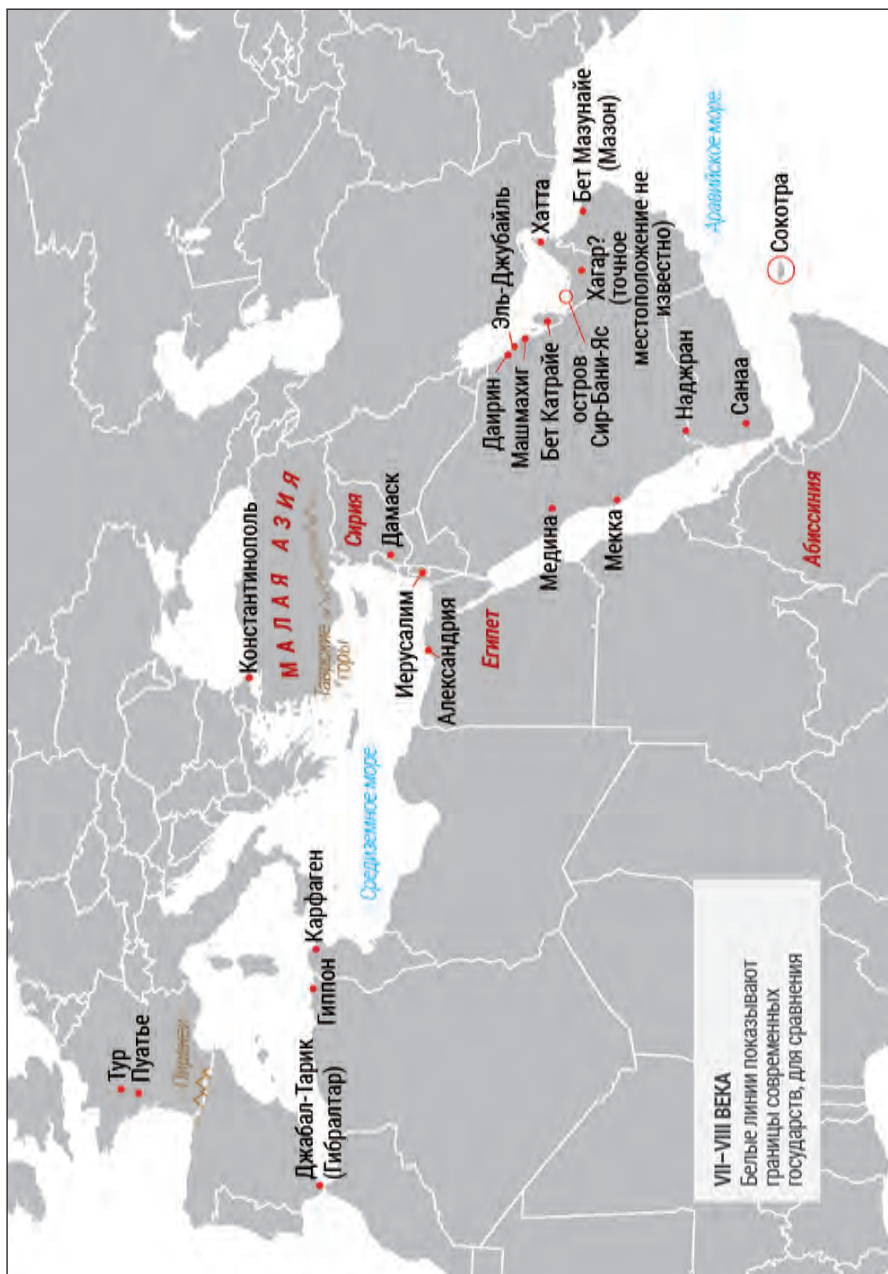 Тур
Пуатье
Пиренеи
Джабал-Тарик
(Гибралтар)
Гиппон
Карфаген
Средиземное море
Константинополь
МАЛАЯ АЗИЯ
Таврские
горы
Сирия
Дамаск
Иерусалим
Александрия
Египет
Медина
Мекка
Абиссиния
Наджран
Санаа
Даирин
Эль-Джубайль
Машмахиг
Бет Катрайе
остров
Сир-Бани-Яс
Хатта
Хагар?
(точное
местоположение не
известно)
Бет Мазунайе
(Мазон)
Аравийское море
Сокотра
VII–VIII ВЕКА
Белые линии показывают
границы современных
государств, для сравнения